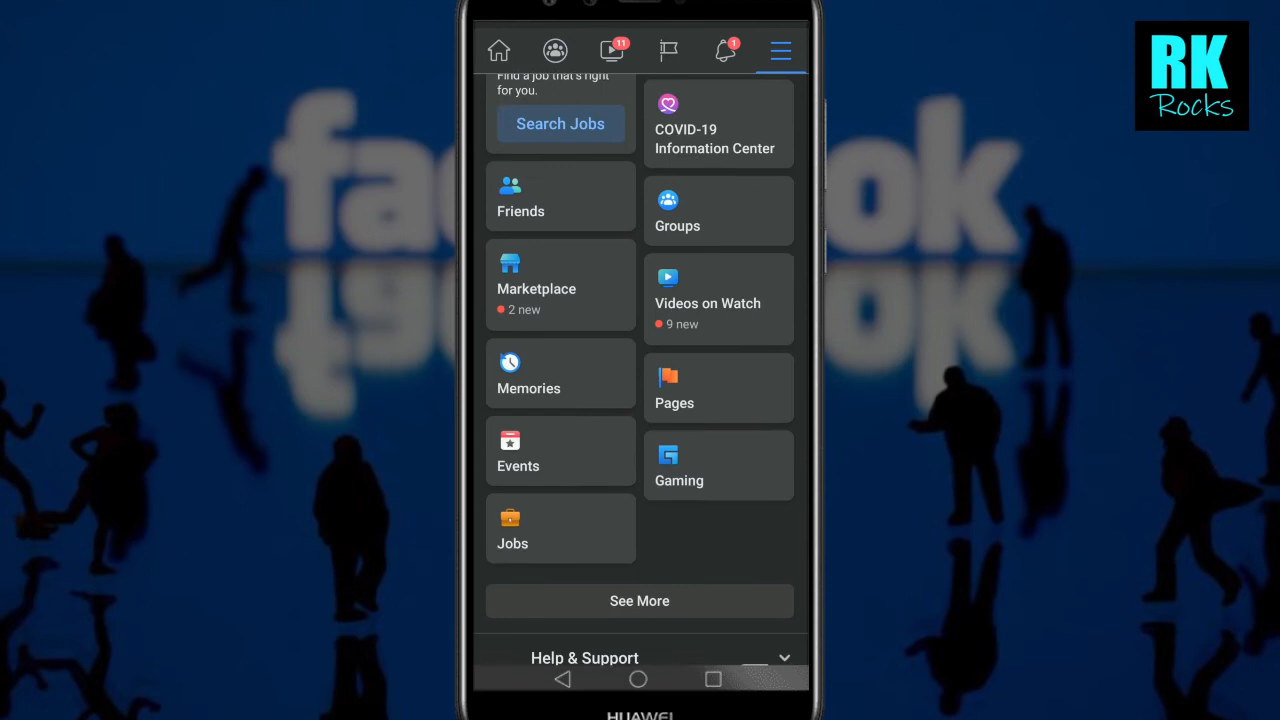 RK
Rocks
11
1
Find a job that's right
for you.
Search Jobs
COVID-19
Information Center
Friends
Groups
Marketplace
2 new
Videos on Watch
9 new
Memories
Pages
Events
Gaming
Jobs
See More
Help & Support
HUAWEI